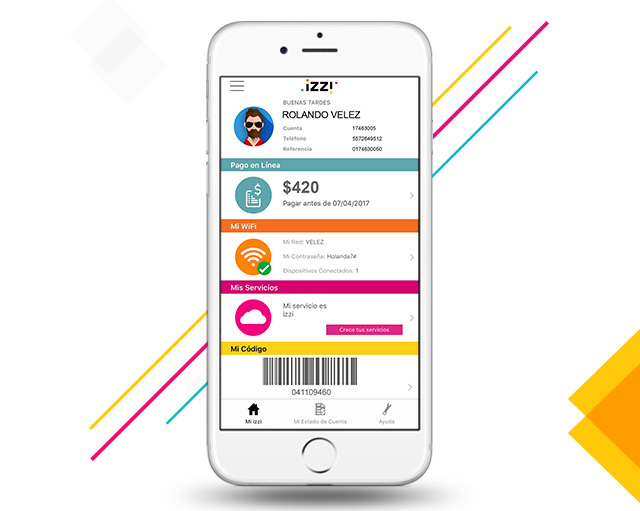 izzi
BUENAS TARDES
ROLANDO VELEZ
Cuenta 17463005
Teléfono 5572649512
Referencia 0174630050
Pago en Línea
$420
Pagar antes de 07/04/2017
Mi WiFi
Mi Red: VELEZ
Mi Contraseña: Holanda7#
Dispositivos Conectados: 1
Mis Servicios
Mi servicio es
izzi
Crece tus servicios
Mi Código
041109460
Mi izzi
Mi Estado de Cuenta
Ayuda